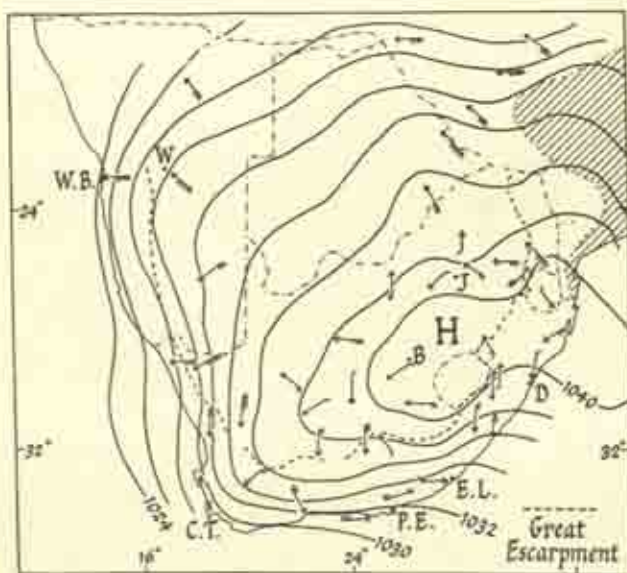 W.B.
W
24°
J
J
H
B
D
1040
32°
32°
1024
C.T.
E.L.
P.E.
1032
1030
16°
24°
Great
Escarpment